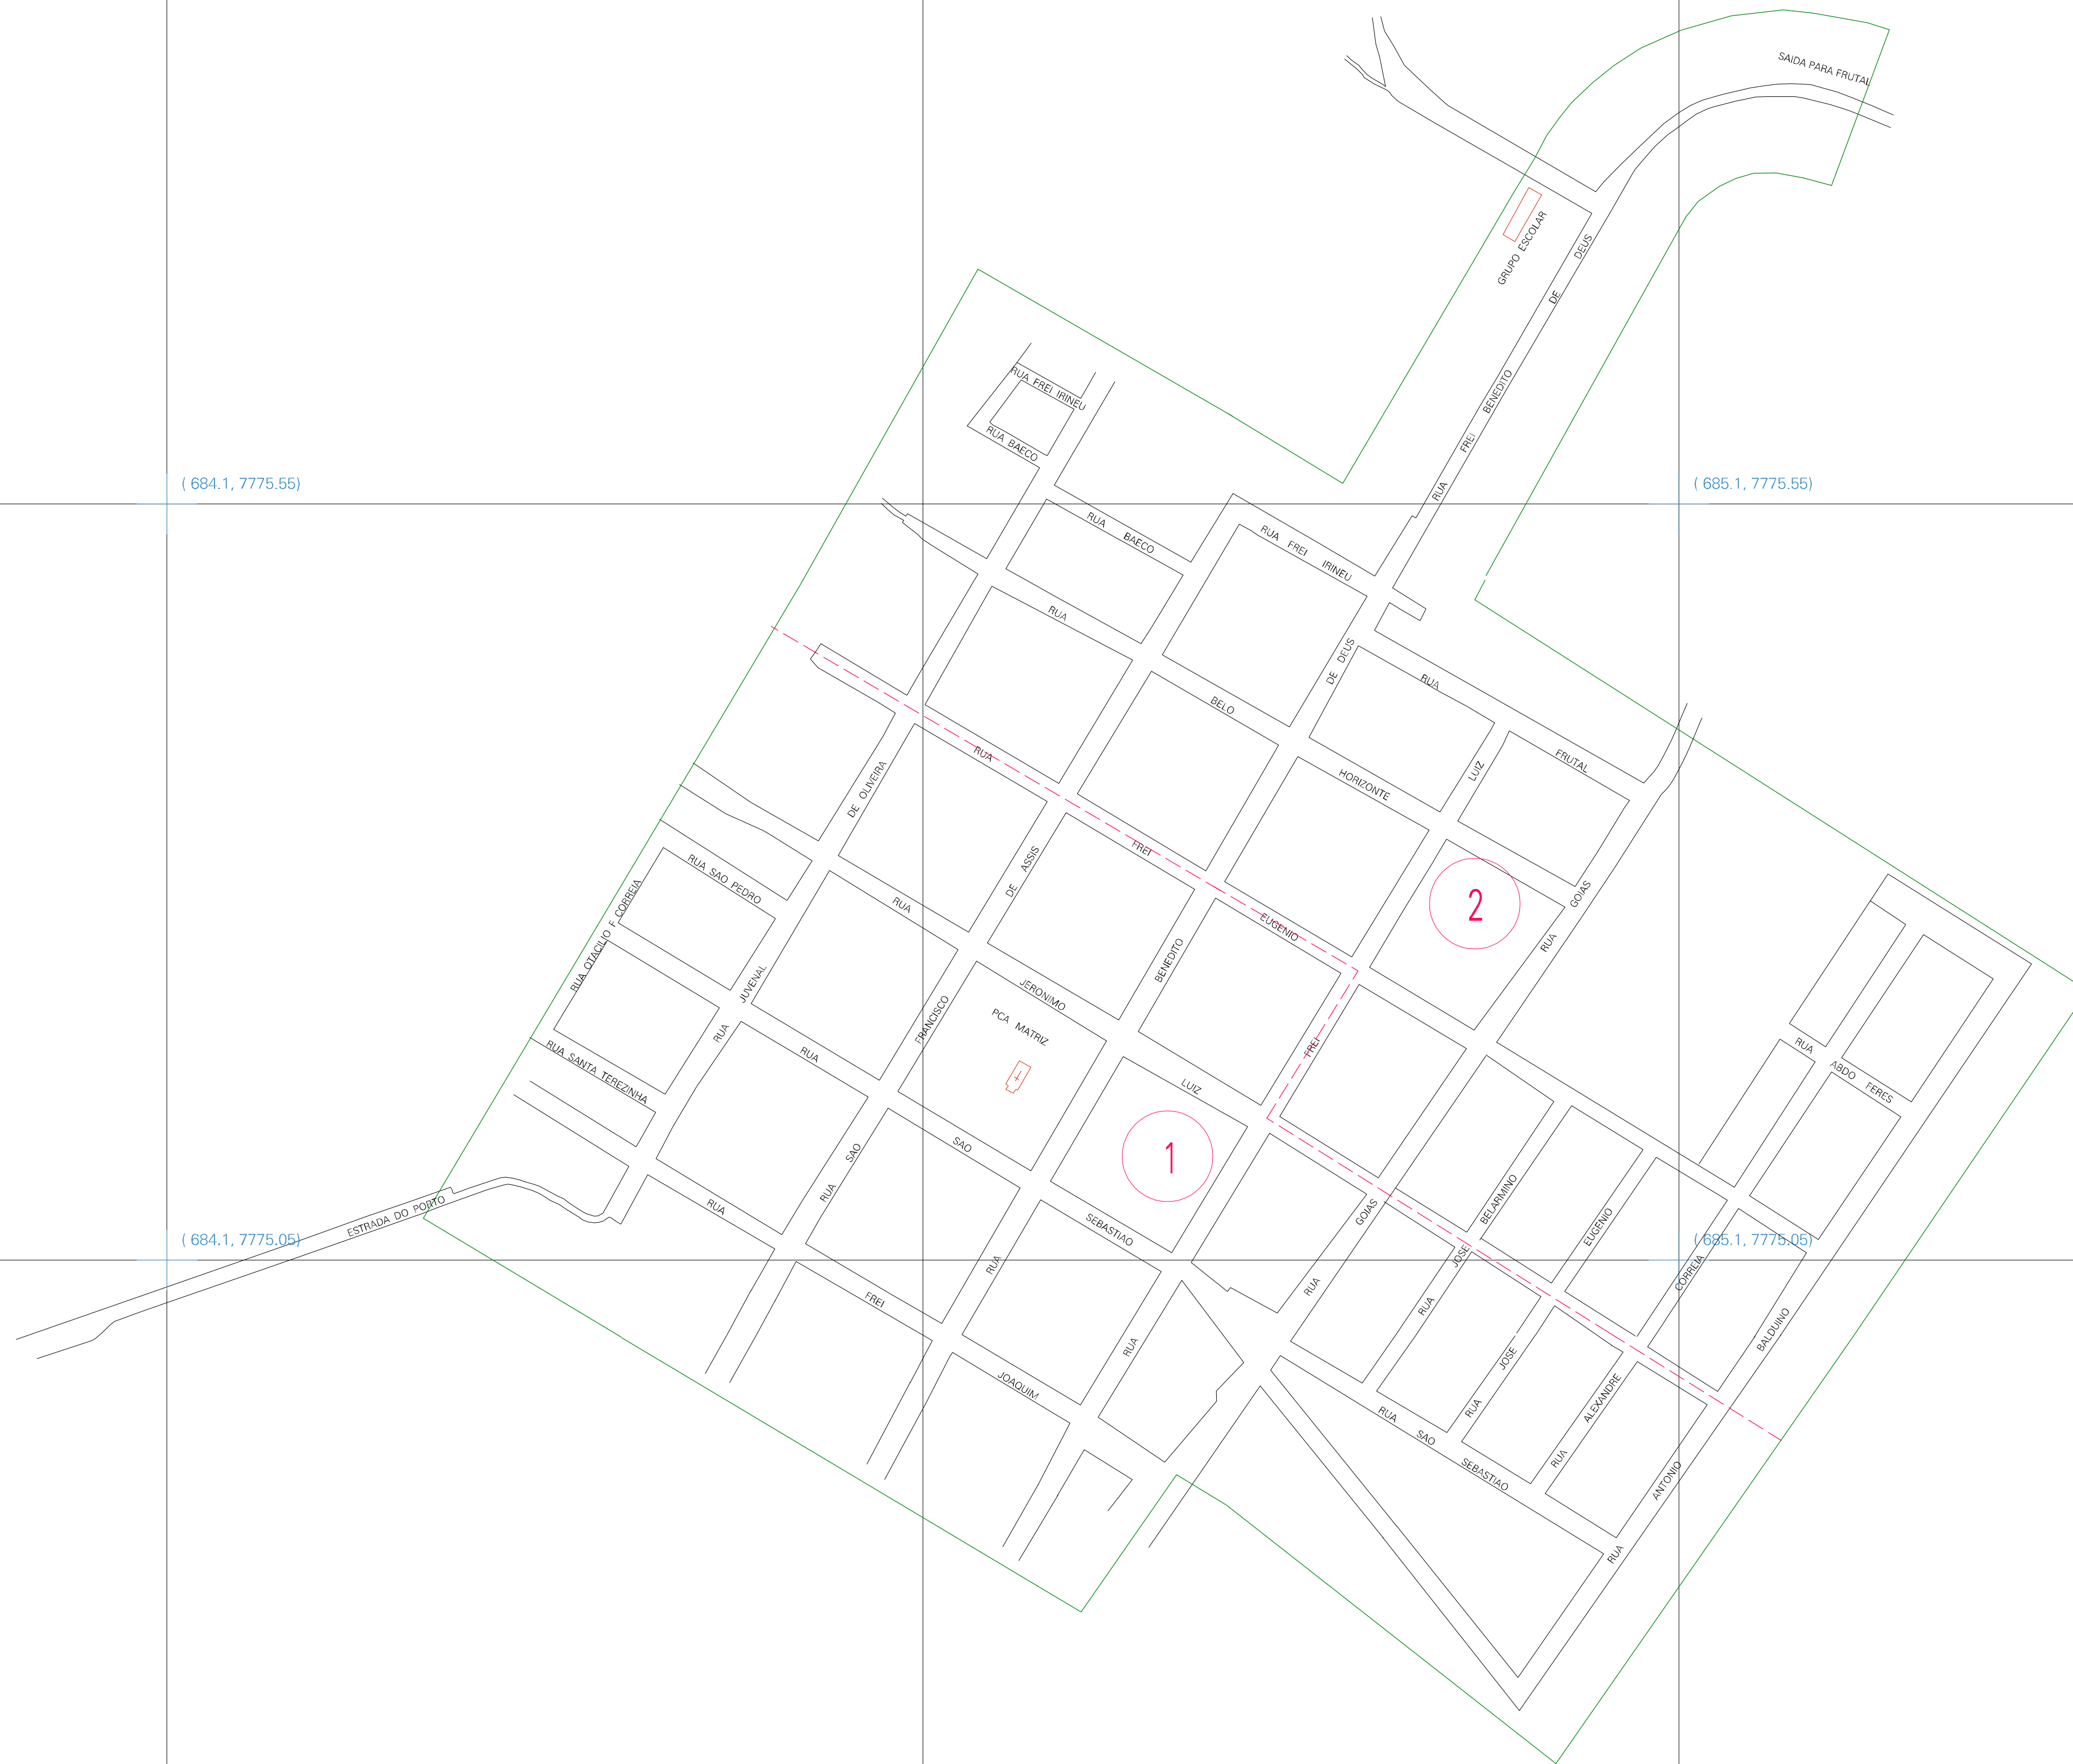 SAIDA PARA FRUTAL
GRUPO ESCOLAR
RUA FREI BENEDITO DE DEUS
RUA FREI IRINEU
RUA BAECO
( 684.1, 7775.55)
( 685.1, 7775.55)
RUA BAECO
RUA FREI IRINEU
RUA BELO HORIZONTE
DE DEUS
RUA FRUTAL
LUIZ
RUA FREI EUGENIO
DE OLIVEIRA
DE ASSIS
RUA SAO PEDRO
RUA OTACILIO F CORREIA
RUA JERONIMO
BENEDITO
2
GOIAS
RUA
JUVENAL
RUA
FRANCISCO
PCA MATRIZ
FREI
RUA ABDO FERES
RUA SANTA TEREZINHA
RUA LUIZ
1
SAO
RUA
SAO
SEBASTIAO
RUA
ESTRADA DO PORTO
( 684.1, 7775.05)
( 685.1, 7775.05)
RUA
FREI
JOAQUIM
RUA
RUA GOIAS
BELARMINO
JOSE
RUA
EUGENIO
JOSE
RUA
CORREIA
ALEXANDRE
RUA
BALDUINO
ANTONIO
RUA
RUA SAO SEBASTIAO